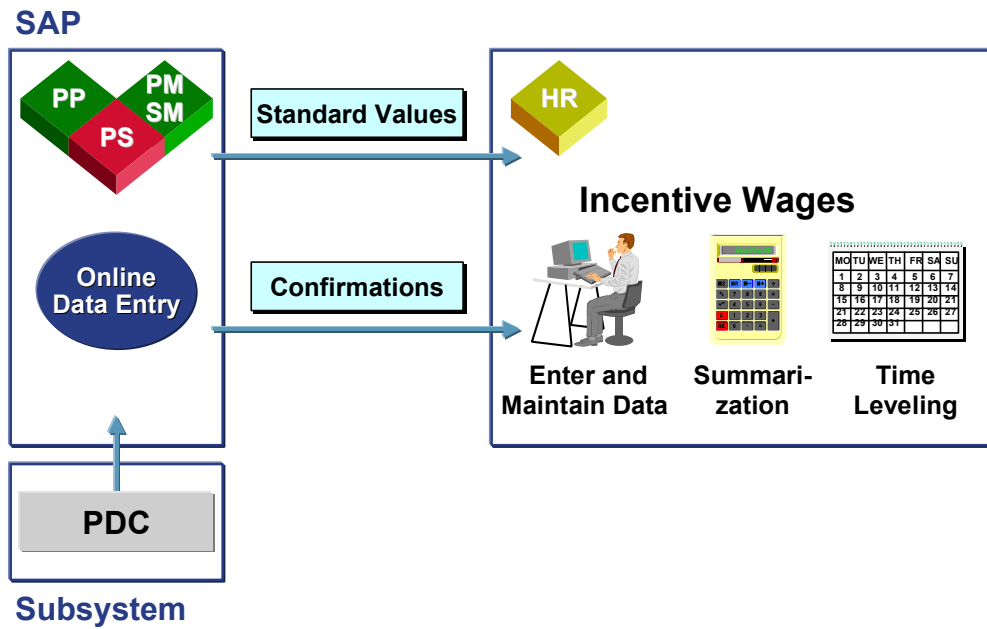 SAP
PP
PM
SM
PS
Standard Values
HR
Incentive Wages
Online
Data Entry
Confirmations
MO TU WE TH FR SA SU
1 2 3 4 5 6 7
8 9 10 11 12 13 14
15 16 17 18 19 20 21
21 22 23 24 25 26 27
28 29 30 31
Enter and
Maintain Data
Summari-
zation
Time
Leveling
PDC
Subsystem